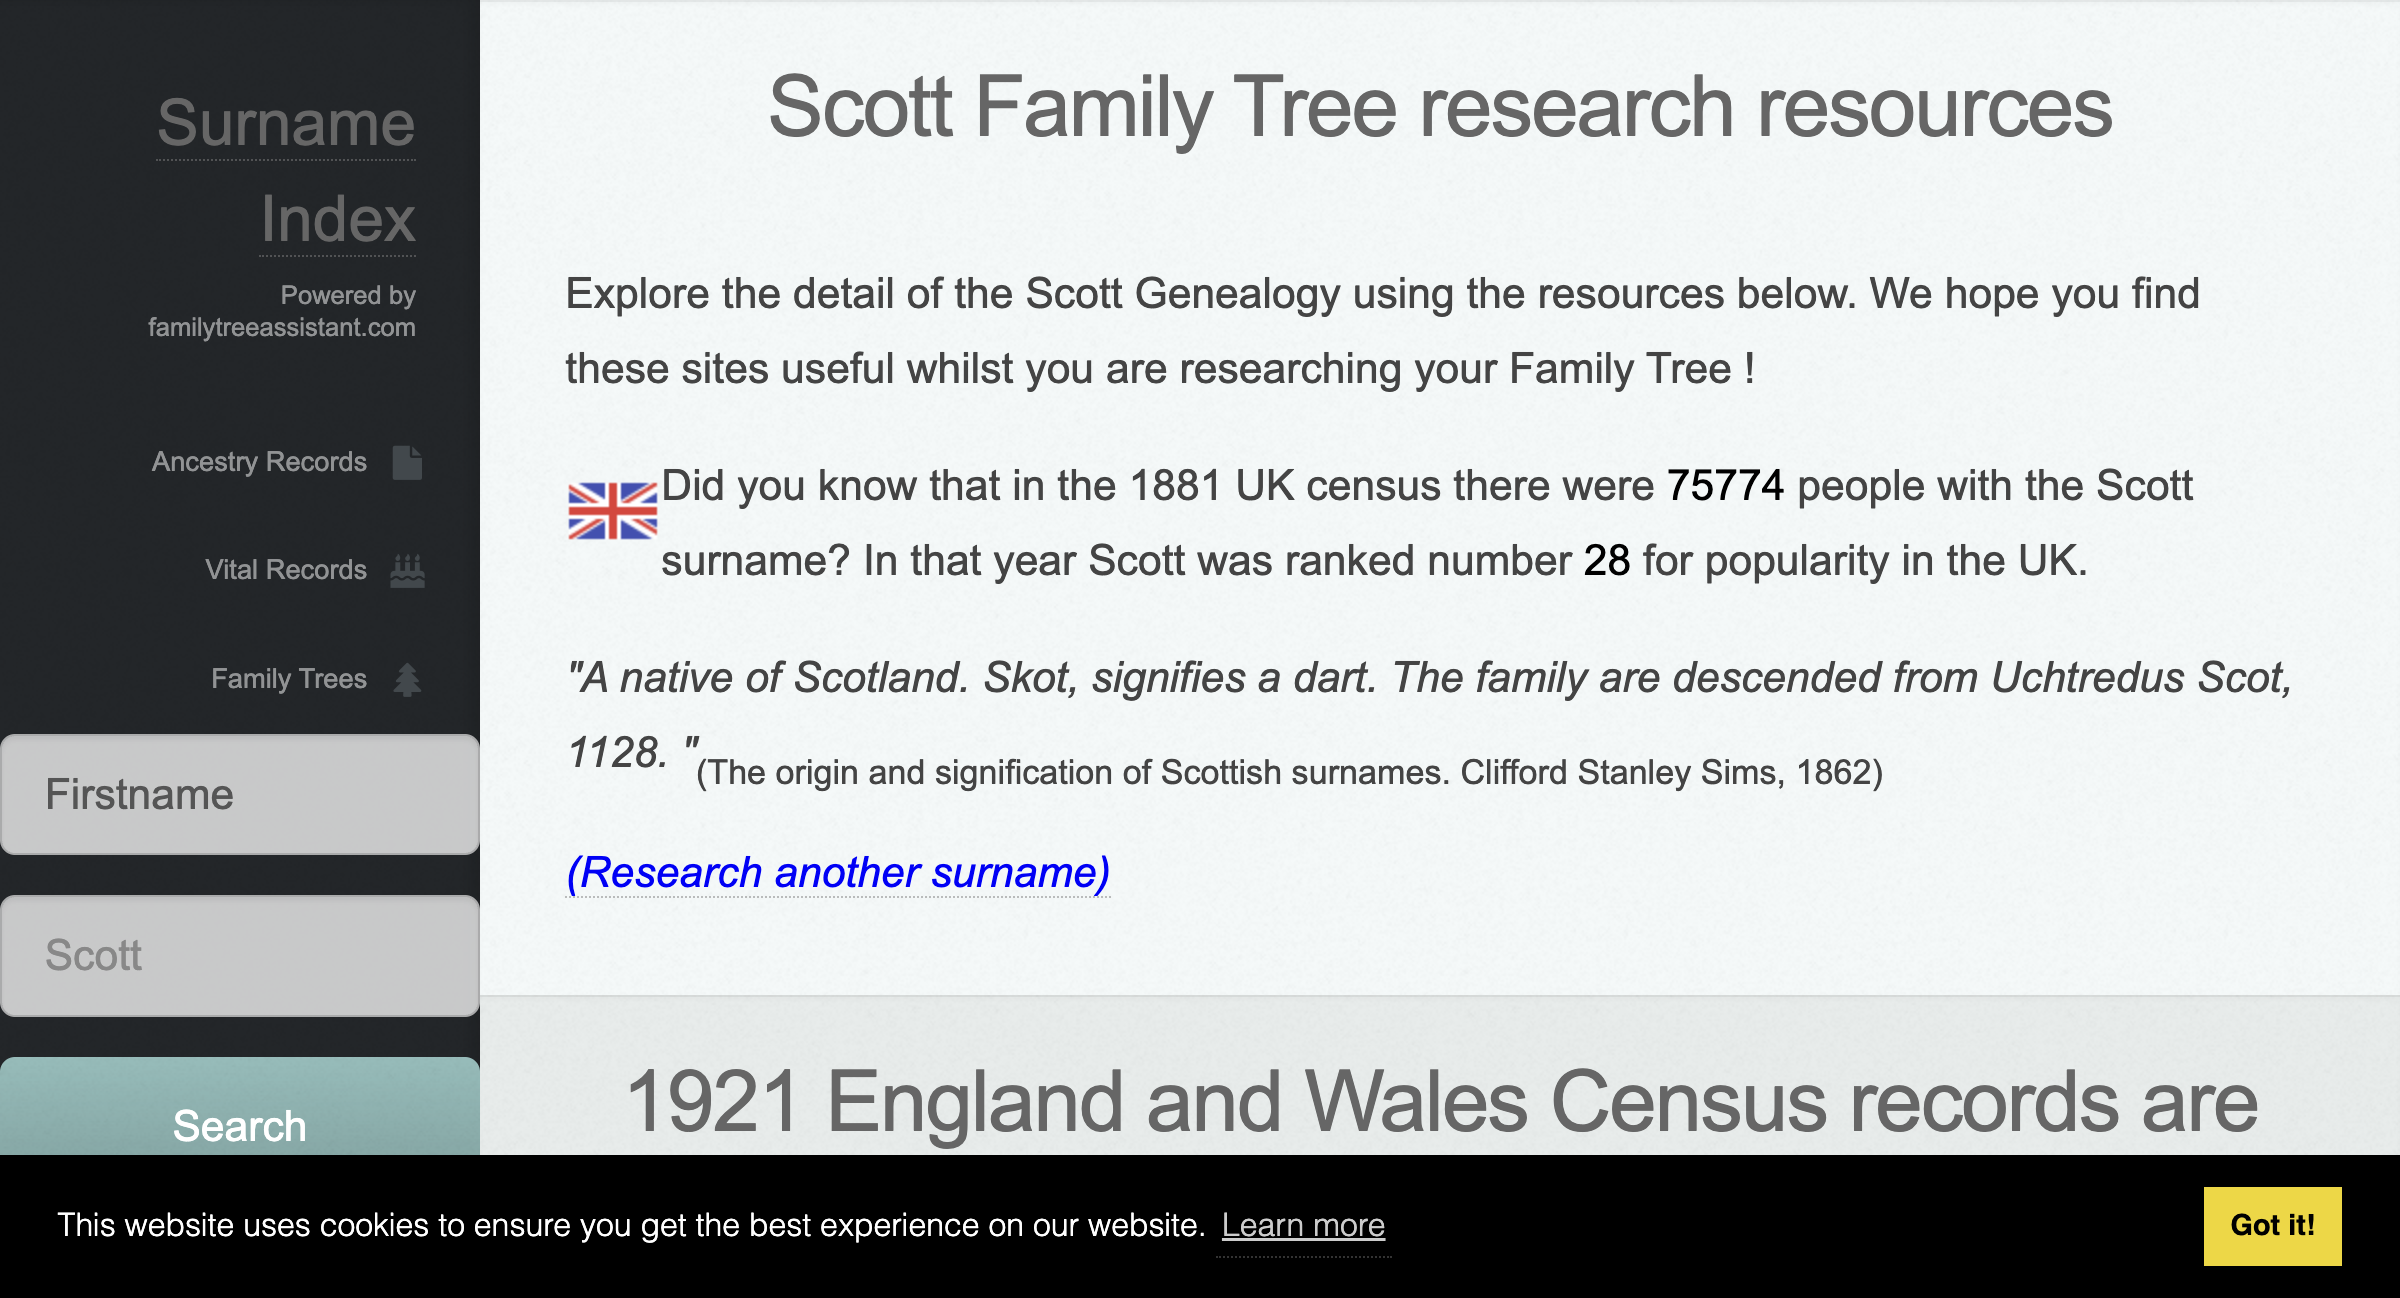 Surname
Index
Powered by
familytreeassistant.com
Ancestry Records
Vital Records
Family Trees
Firstname
Scott
Search
Scott Family Tree research resources
Explore the detail of the Scott Genealogy using the resources below. We hope you find
these sites useful whilst you are researching your Family Tree !
Did you know that in the 1881 UK census there were 75774 people with the Scott
surname? In that year Scott was ranked number 28 for popularity in the UK.
"A native of Scotland. Skot, signifies a dart. The family are descended from Uchtredus Scot,
1128. "(The origin and signification of Scottish surnames. Clifford Stanley Sims, 1862)
(Research another surname)
1921 England and Wales Census records are
This website uses cookies to ensure you get the best experience on our website. Learn more
Got it!